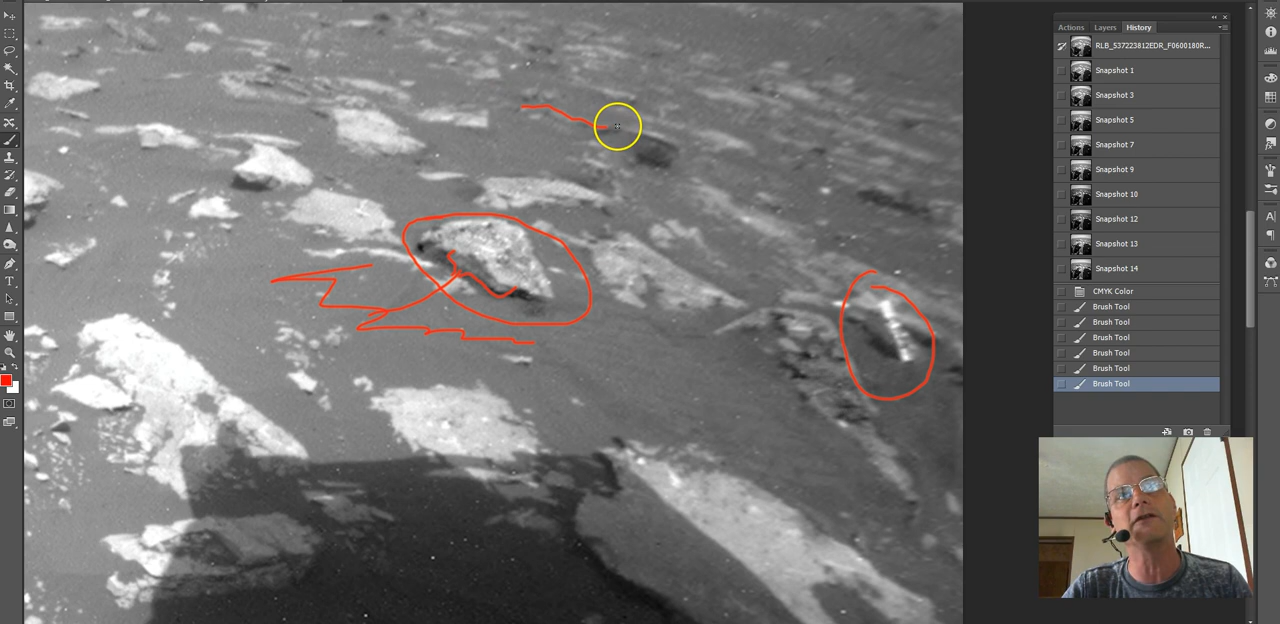 Actions Layers History
RLB_537223812EDR_F0600180R...
Snapshot 1
Snapshot 3
Snapshot 5
Snapshot 7
Snapshot 9
Snapshot 10
Snapshot 12
Snapshot 13
Snapshot 14
CMYK Color
Brush Tool
Brush Tool
Brush Tool
Brush Tool
Brush Tool
Brush Tool